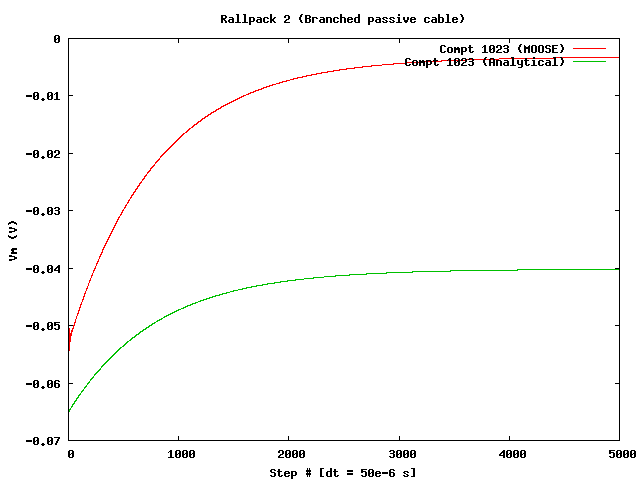 Rallpack 2 (Branched passive cable)
Compt 1023 (MOOSE)
Compt 1023 (Analytical)
0
-0.01
-0.02
-0.03
-0.04
-0.05
-0.06
-0.07
Vm (V)
0 1000 2000 3000 4000 5000
Step # [dt = 50e-6 s]